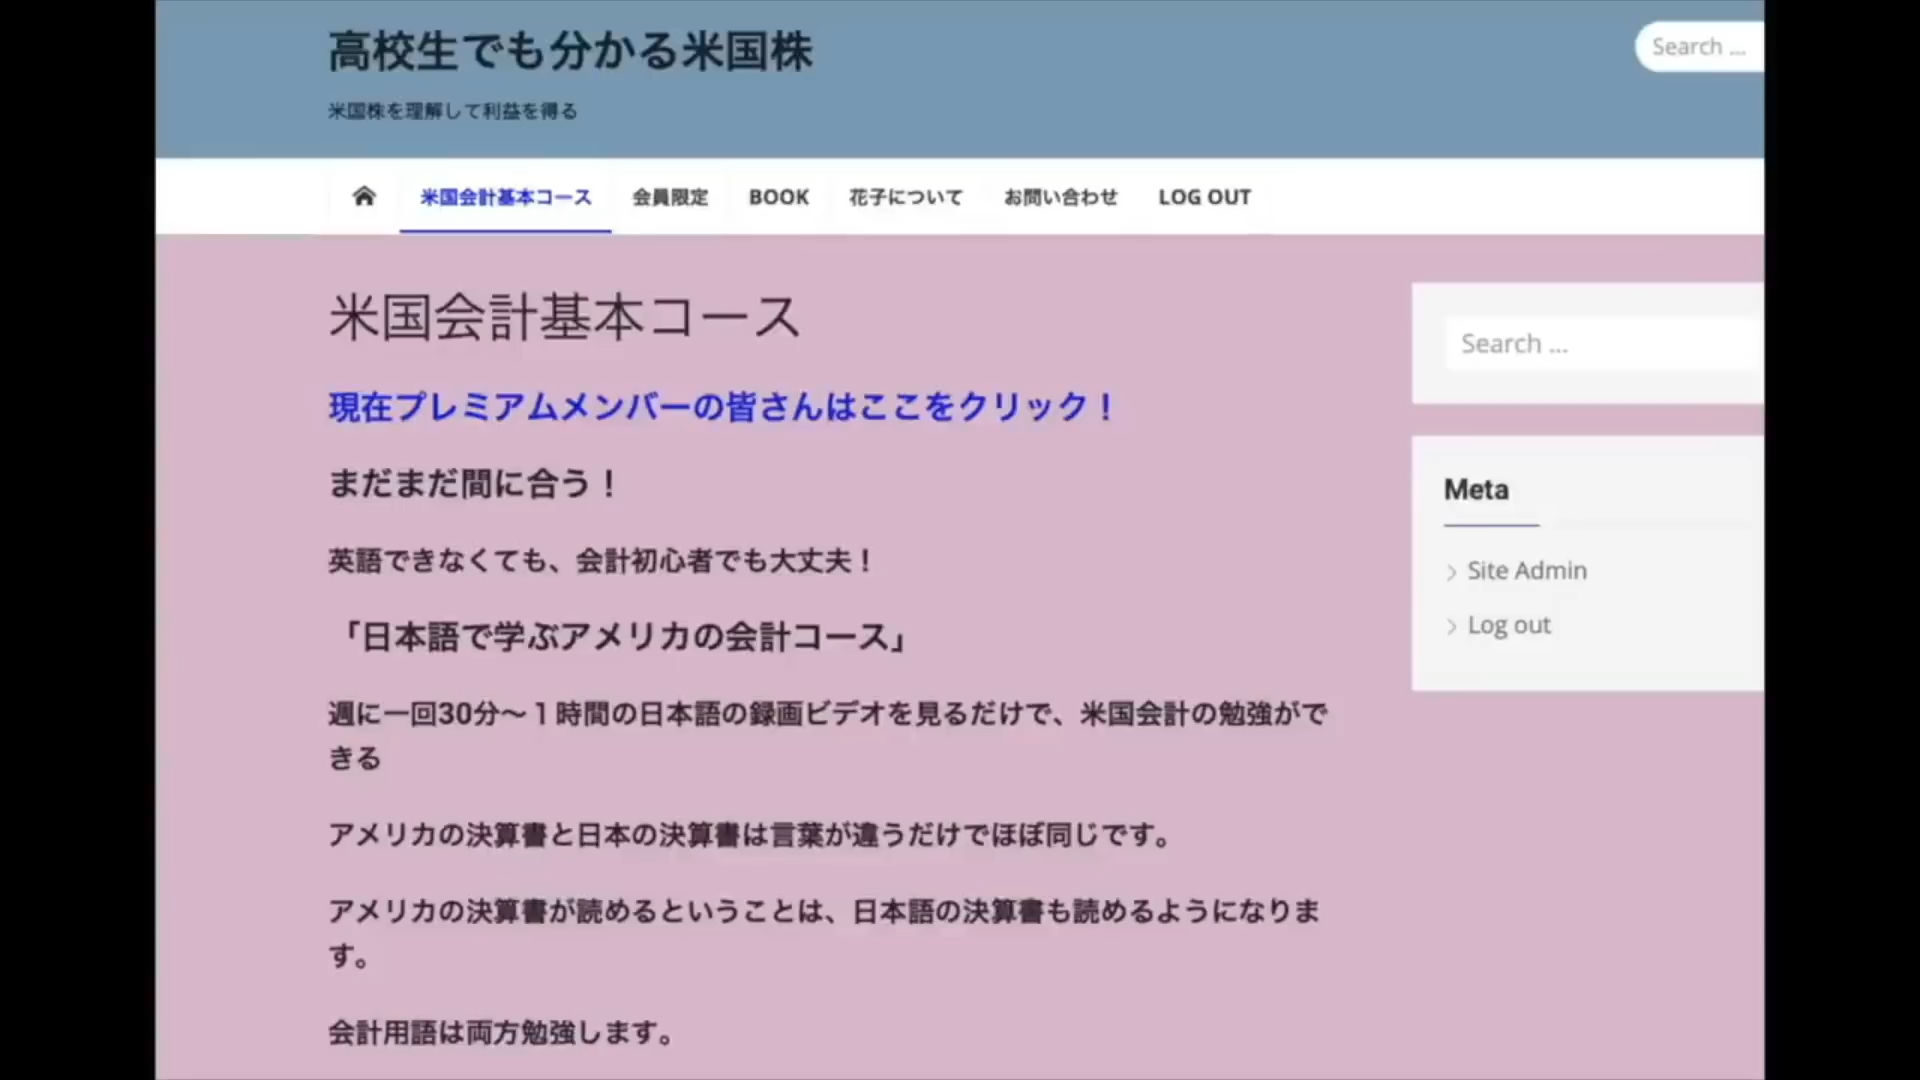 高校生でも分かる米国株
Search ...
米国株を理解して利益を得る
米国会計基本コース 会員限定 BOOK 花子について お問い合わせ LOG OUT
米国会計基本コース
現在プレミアムメンバーの皆さんはここをクリック！
まだまだ間に合う！
英語できなくても、会計初心者でも大丈夫！
「日本語で学ぶアメリカの会計コース」
週に一回30分〜１時間の日本語の録画ビデオを見るだけで、米国会計の勉強がで
きる
アメリカの決算書と日本の決算書は言葉が違うだけでほぼ同じです。
アメリカの決算書が読めるということは、日本語の決算書も読めるようになりま
す。
会計用語は両方勉強します。
Search ...
Meta
Site Admin
Log out